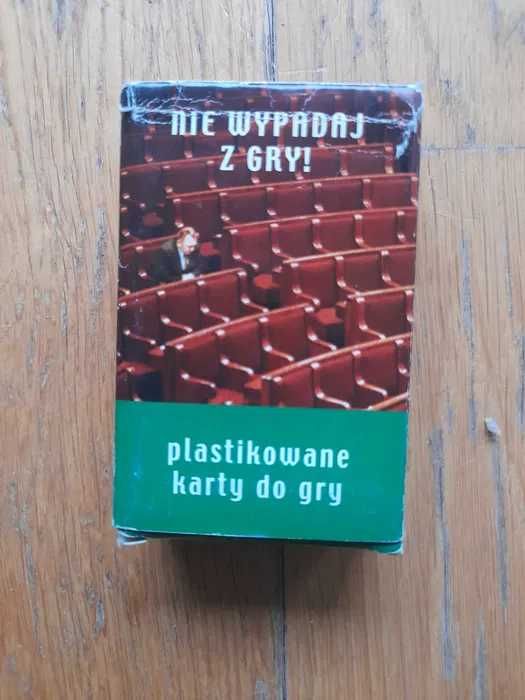 NIE WYPADAJ
Z GRY!
plastikowane
karty do gry